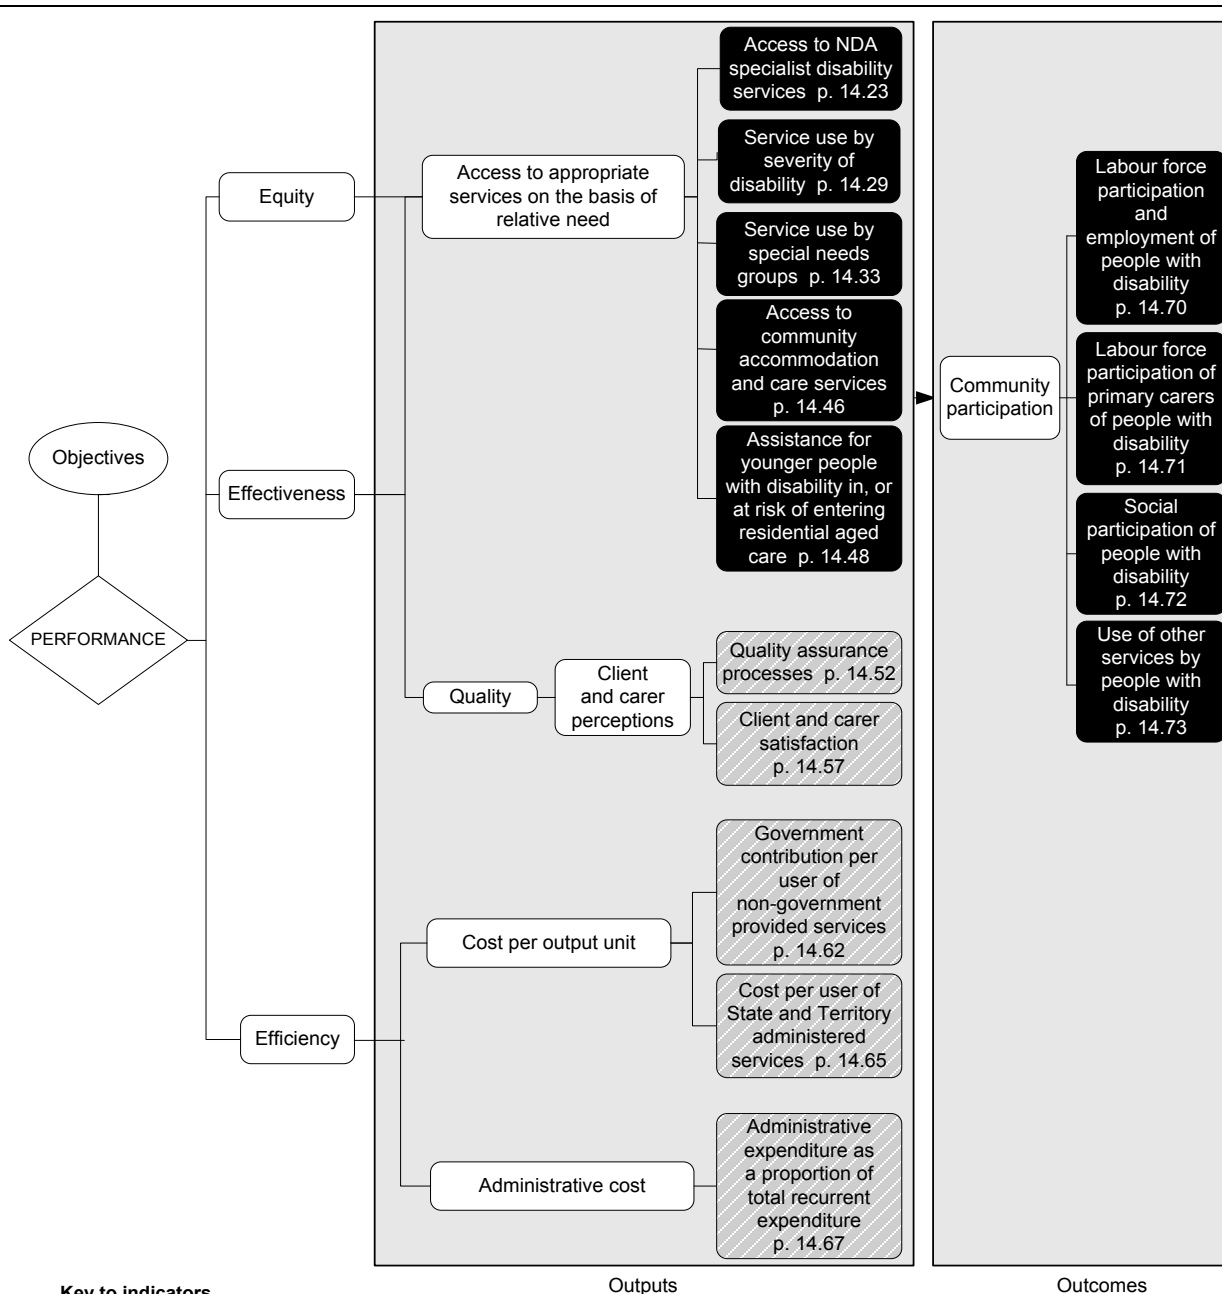 Objectives
PERFORMANCE
Equity
Effectiveness
Efficiency
Access to appropriate
services on the basis of
relative need
Quality
Client
and carer
perceptions
Cost per output unit
Administrative cost
Access to NDA
specialist disability
services p. 14.23
Service use by
severity of
disability p. 14.29
Service use by
special needs
groups p. 14.33
Access to
community
accommodation
and care services
p. 14.46
Assistance for
younger people
with disability in, or
at risk of entering
residential aged
care p. 14.48
Quality assurance
processes p. 14.52
Client and carer
satisfaction
p. 14.57
Government
contribution per
user of
non-government
provided services
p. 14.62
Cost per user of
State and Territory
administered
services p. 14.65
Administrative
expenditure as
a proportion of
total recurrent
expenditure
p. 14.67
Community
participation
Labour force
participation
and
employment of
people with
disability
p. 14.70
Labour force
participation of
primary carers
of people with
disability
p. 14.71
Social
participation of
people with
disability
p. 14.72
Use of other
services by
people with
disability
p. 14.73
Outputs
Outcomes
Key to indicators